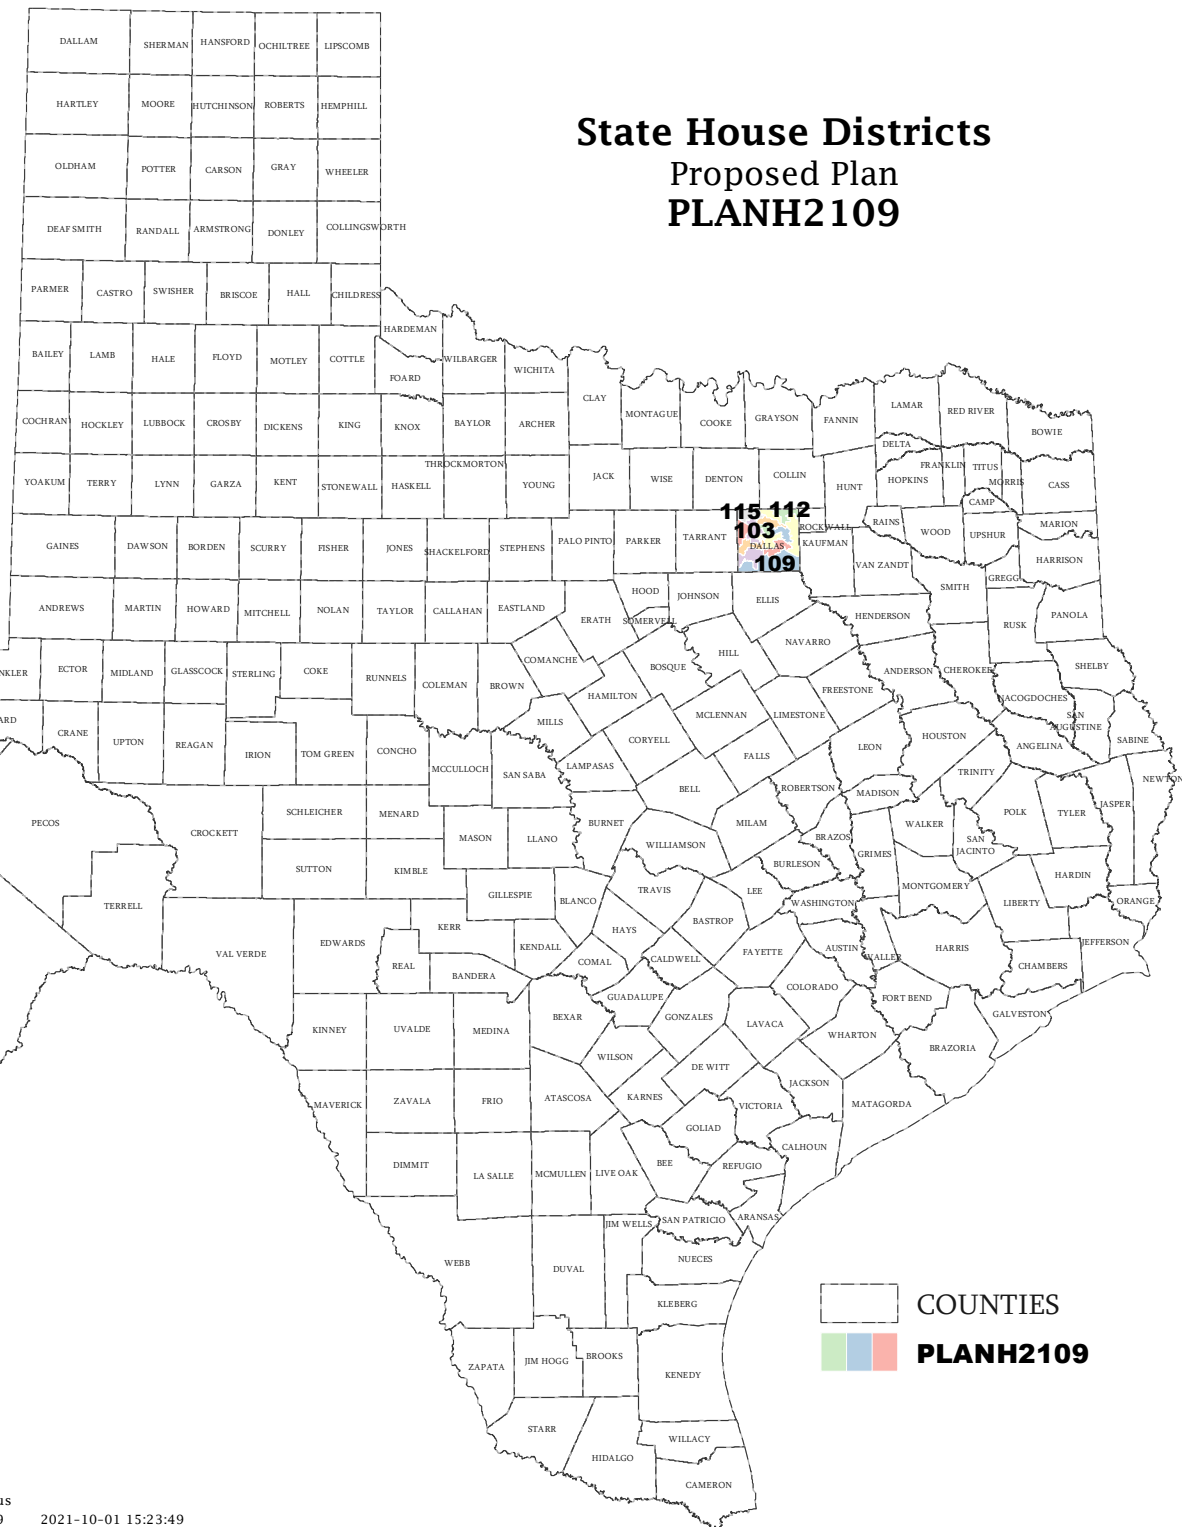 State House Districts
Proposed Plan
PLANH2109
DALLAM
SHERMAN
HANSFORD
OCHILTREE
LIPSCOMB
HARTLEY
MOORE
HUTCHINSON
ROBERTS
HEMPHILL
OLDHAM
POTTER
CARSON
GRAY
WHEELER
DEAF SMITH
RANDALL
ARMSTRONG
DONLEY
COLLINGSWORTH
PARMER
CASTRO
SWISHER
BRISCOE
HALL
CHILDRESS
HARDEMAN
BAILEY
LAMB
HALE
FLOYD
MOTLEY
COTTLE
FOARD
WILBARGER
WICHITA
CLAY
MONTAGUE
COOKE
GRAYSON
FANNIN
LAMAR
RED RIVER
BOWIE
COCHRAN
HOCKLEY
LUBBOCK
CROSBY
DICKENS
KING
KNOX
BAYLOR
ARCHER
DELTA
THROCKMORTON
YOAKUM
TERRY
LYNN
GARZA
KENT
STONEWALL
HASKELL
YOUNG
JACK
WISE
DENTON
COLLIN
HUNT
HOPKINS
FRANKLIN
TITUS
MORRIS
CASS
CAMP
115
112
103
DALLAS
109
ROCKWALL
KAUFMAN
RAINS
WOOD
UPSHUR
MARION
HARRISON
GAINES
DAWSON
BORDEN
SCURRY
FISHER
JONES
SHACKELFORD
STEPHENS
PALO PINTO
PARKER
TARRANT
VAN ZANDT
SMITH
GREGG
ANDREWS
MARTIN
HOWARD
MITCHELL
NOLAN
TAYLOR
CALLAHAN
EASTLAND
ERATH
HOOD
SOMERVELL
JOHNSON
ELLIS
HENDERSON
RUSK
PANOLA
NKLER
ECTOR
MIDLAND
GLASSCOCK
STERLING
COKE
RUNNELS
COLEMAN
BROWN
COMANCHE
BOSQUE
HILL
NAVARRO
ANDERSON
CHEROKEE
SHELBY
HAMILTON
FREESTONE
NACOGDOCHES
ARD
CRANE
UPTON
REAGAN
IRION
TOM GREEN
CONCHO
MCCULLOCH
SAN SABA
MILLS
CORYELL
MCLENNAN
LIMESTONE
LEON
HOUSTON
ANGELINA
SAN
AUGUSTINE
SABINE
LAMPASAS
FALLS
BELL
ROBERTSON
MADISON
TRINITY
NEWTON
PECOS
CROCKETT
SCHLEICHER
MENARD
MASON
LLANO
BURNET
WILLIAMSON
MILAM
BRAZOS
GRIMES
WALKER
SAN
JACINTO
POLK
TYLER
JASPER
SUTTON
KIMBLE
GILLESPIE
BLANCO
TRAVIS
LEE
BURLESON
WASHINGTON
MONTGOMERY
LIBERTY
HARDIN
ORANGE
TERRELL
VAL VERDE
EDWARDS
KERR
KENDALL
HAYS
BASTROP
FAYETTE
AUSTIN
WALLER
HARRIS
JEFFERSON
REAL
BANDERA
COMAL
CALDWELL
COLORADO
CHAMBERS
KINNEY
UVALDE
MEDINA
BEXAR
GUADALUPE
GONZALES
LAVACA
WHARTON
FORT BEND
GALVESTON
BRAZORIA
WILSON
DE WITT
JACKSON
MATAGORDA
MAVERICK
ZAVALA
FRIO
ATASCOSA
KARNES
VICTORIA
GOLIAD
CALHOUN
DIMMIT
LA SALLE
MCMULLEN
LIVE OAK
BEE
REFUGIO
ARANSAS
JIM WELLS
SAN PATRICIO
WEBB
DUVAL
NUECES
KLEBERG
ZAPATA
JIM HOGG
BROOKS
KENEDY
STARR
HIDALGO
WILLACY
CAMERON
COUNTIES
PLANH2109
us
9 2021-10-01 15:23:49